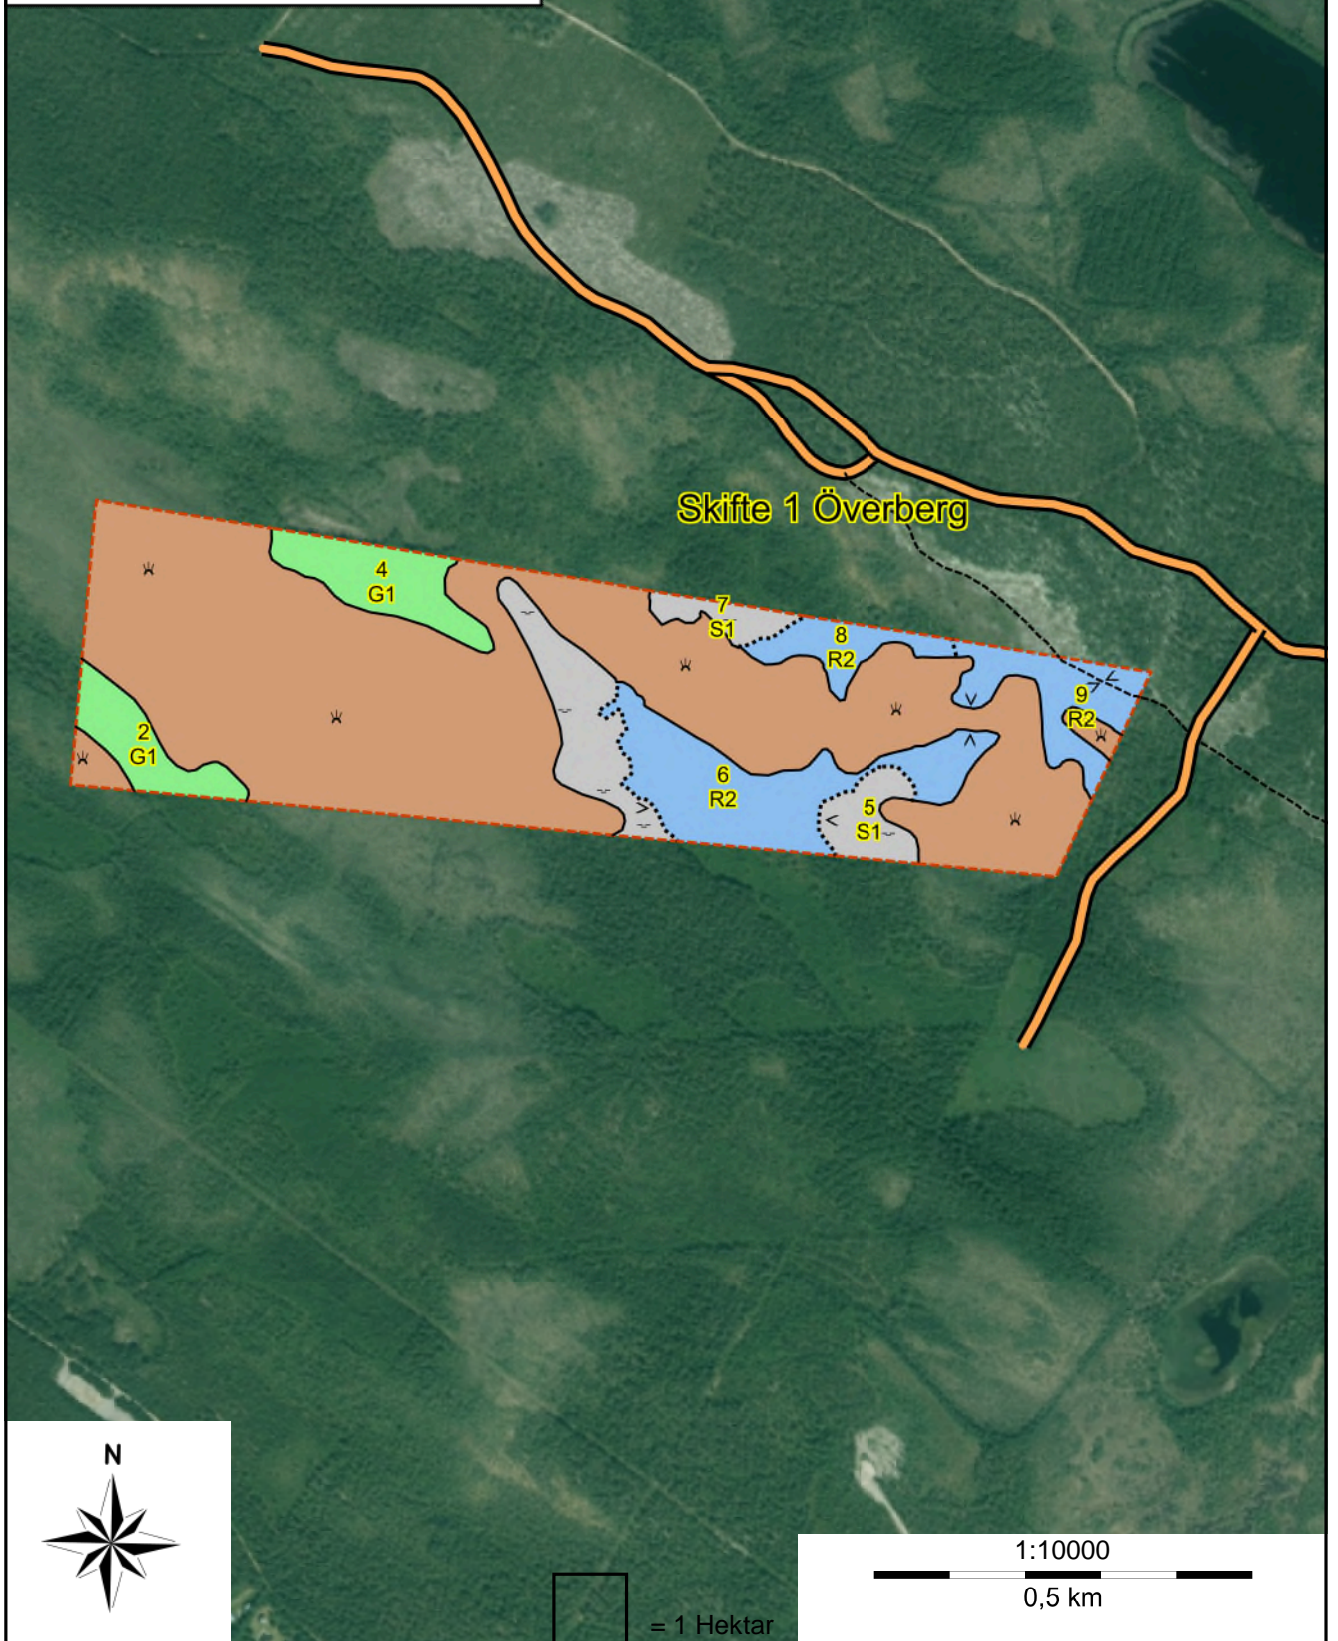 Skifte 1 Överberg
4
G1
7
S1
8
R2
9
R2
2
G1
6
R2
5
S1
N
1:10000
0,5 km
= 1 Hektar